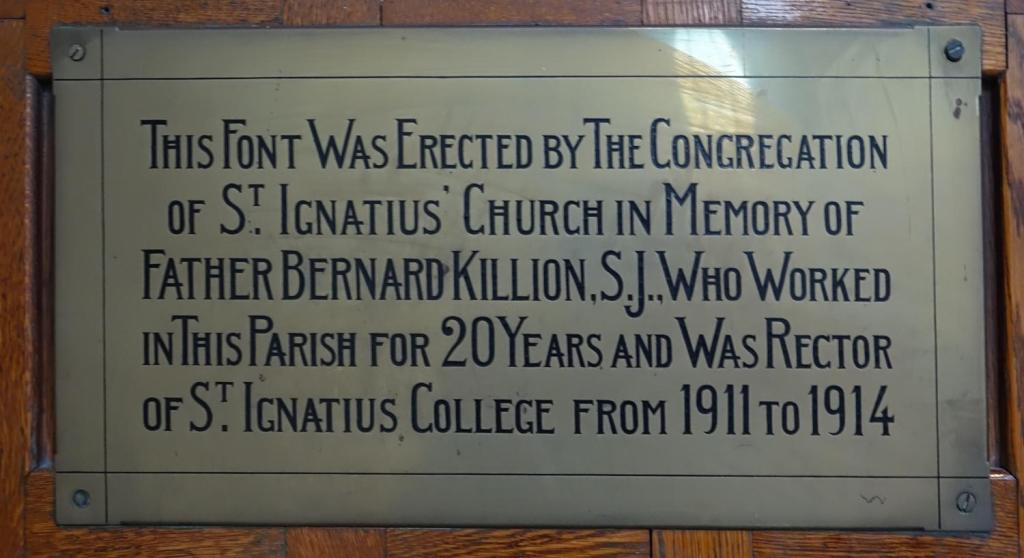 THIS FONT WAS ERECTED BY THE CONGREGATION
OF ST. IGNATIUS' CHURCH IN MEMORY OF
FATHER BERNARD KILLION, S.J., WHO WORKED
IN THIS PARISH FOR 20 YEARS AND WAS RECTOR
OF ST. IGNATIUS COLLEGE FROM 1911 TO 1914